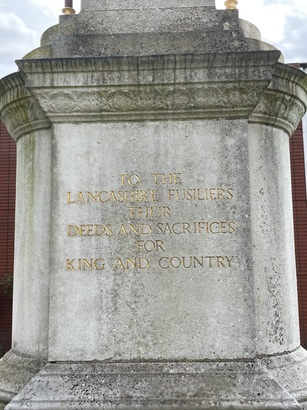 TO THE
LANCASHIRE FUSILIERS
THEIR
DEEDS AND SACRIFICES
FOR
KING AND COUNTRY